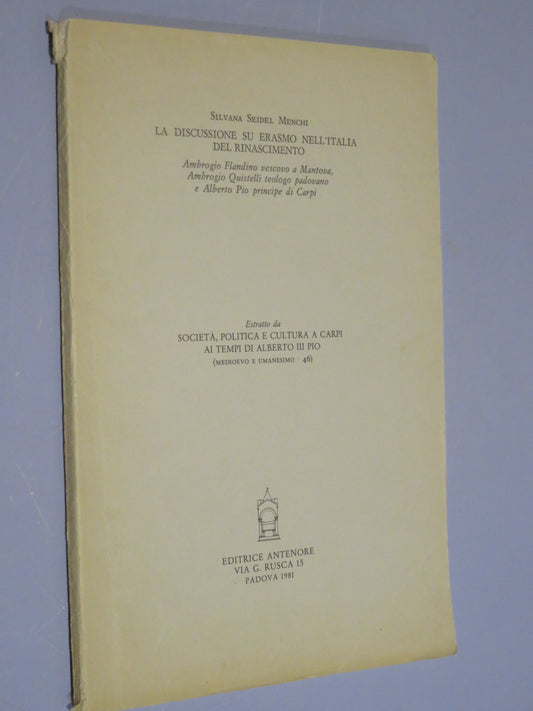 Silvana Seidel Menchi
LA DISCUSSIONE SU ERASMO NELL'ITALIA
DEL RINASCIMENTO
Ambrogio Flandino vescovo a Mantova,
Ambrogio Quistelli teologo padovano
e Alberto Pio principe di Carpi
Estratto da
SOCIETÀ, POLITICA E CULTURA A CARPI
AI TEMPI DI ALBERTO III PIO
(MEDIOEVO E UMANESIMO · 46)
EDITRICE ANTENORE
VIA G. RUSCA 15
PADOVA 1981